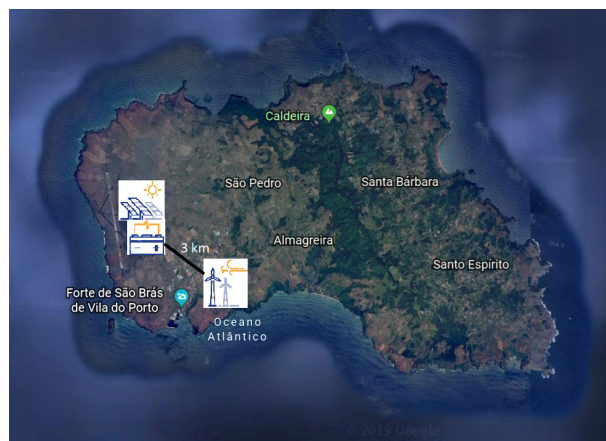 Caldeira
São Pedro
Santa Bárbara
Almagreira
3 km
Santo Espírito
Forte de São Brás
de Vila do Porto
Oceano
Atlântico
© 2019 Google